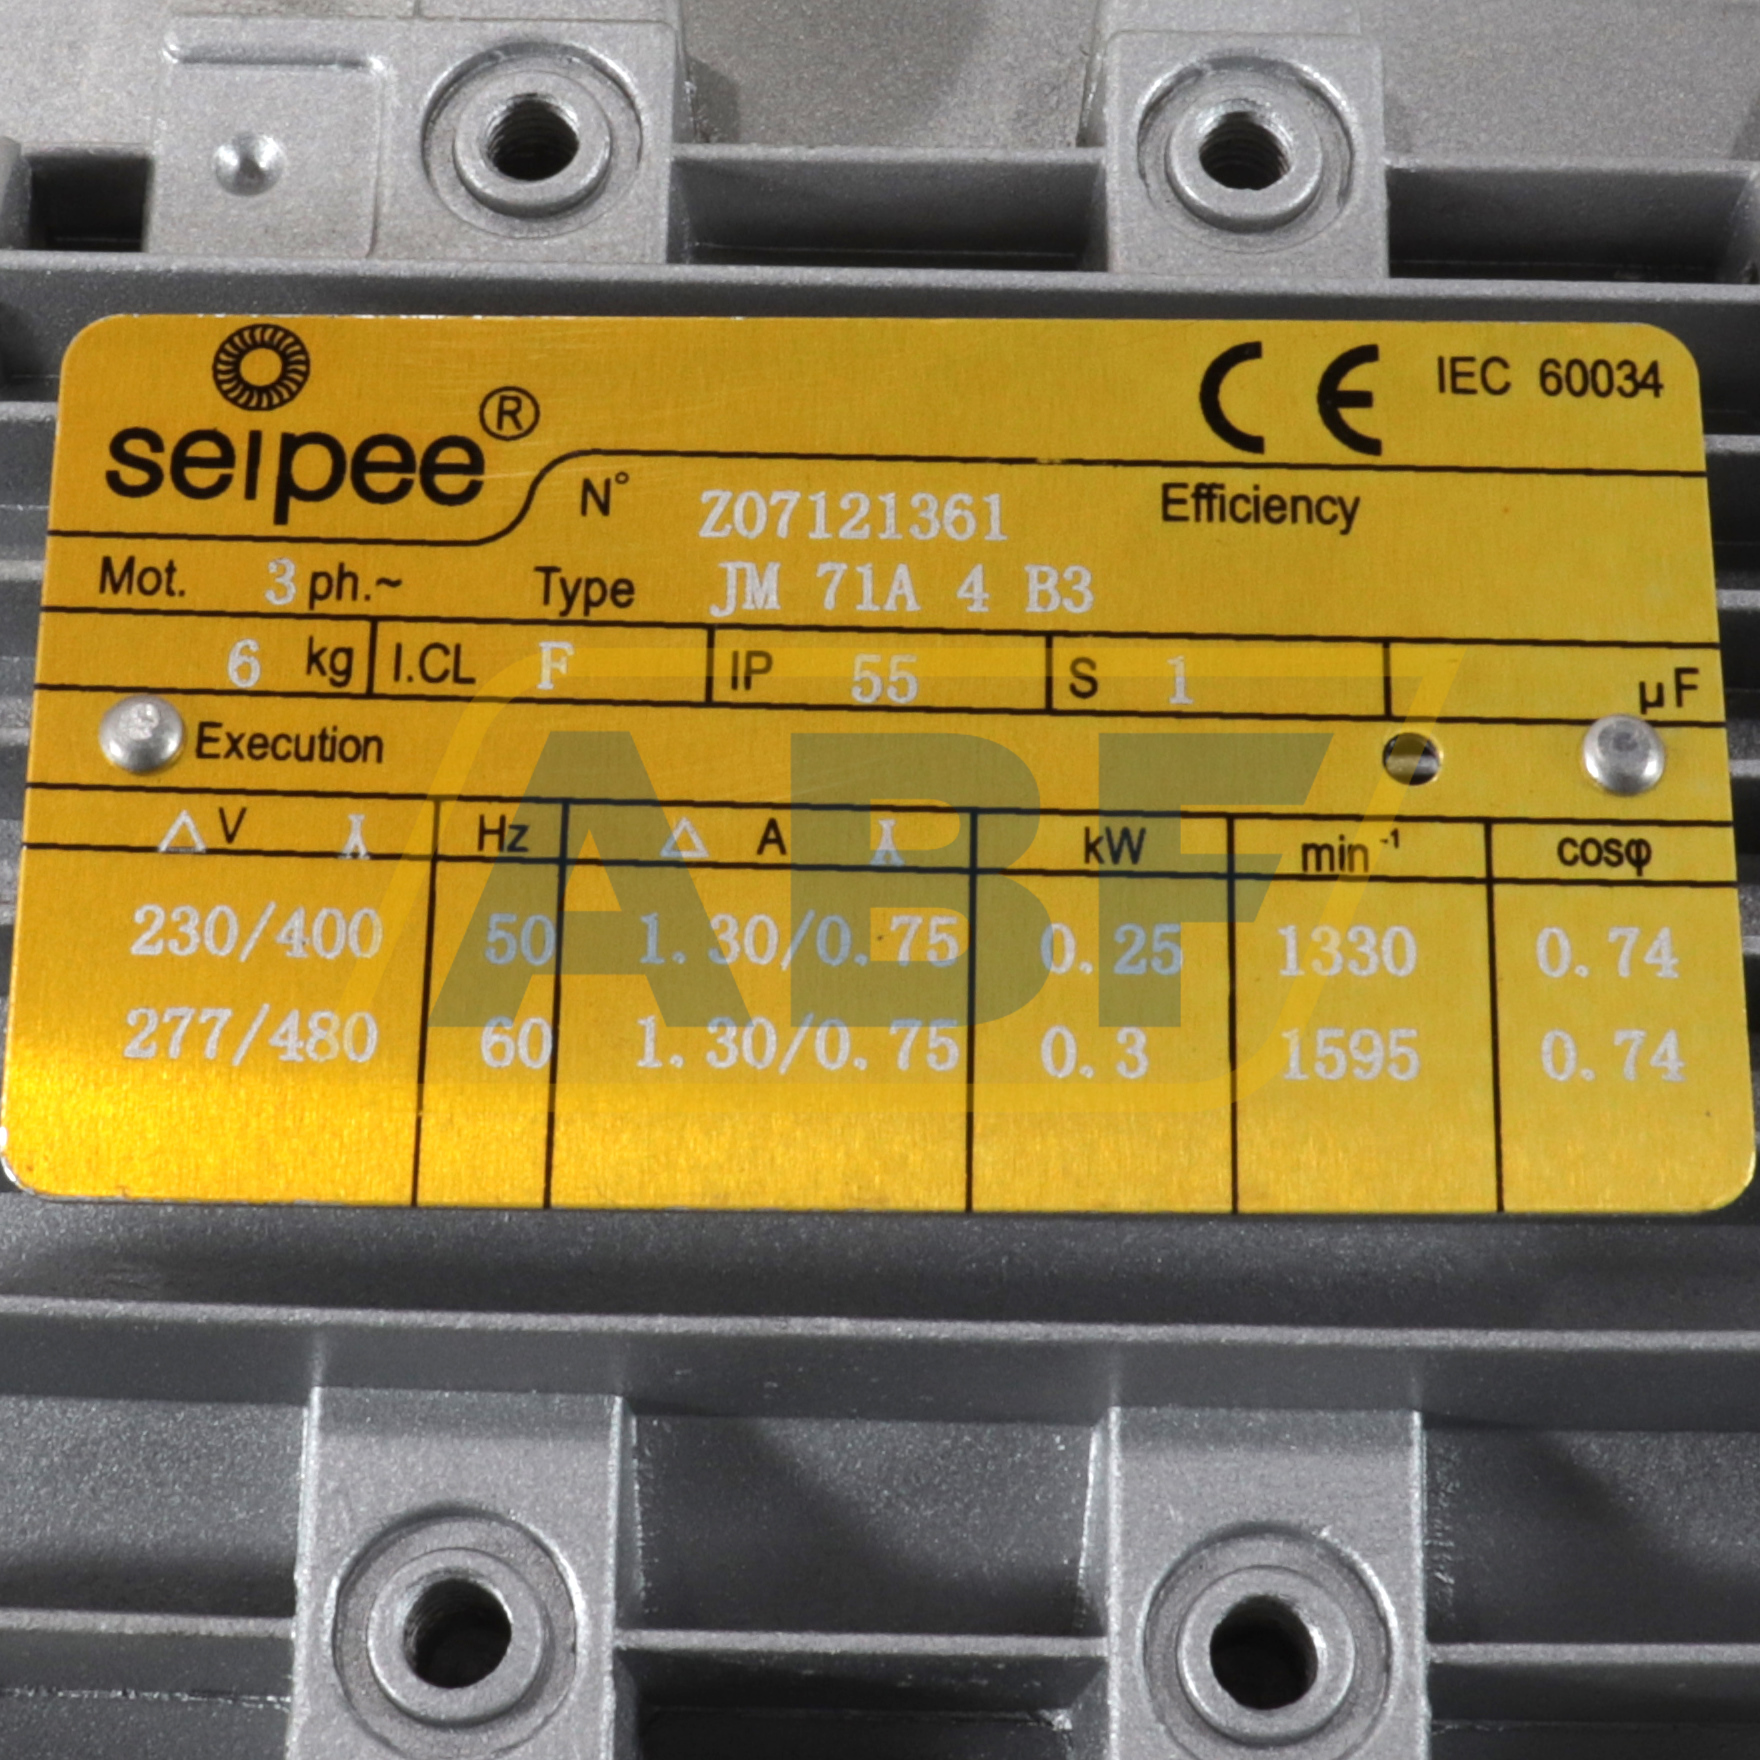 seipee®
CE IEC 60034
N° Z07121361 Efficiency
Mot. 3 ph.~ Type JM 71A 4 B3
6 kg I.CL F IP 55 S 1 µF
Execution
Δ V Y Hz Δ A Y kW min⁻¹ cosφ
230/400 50 1.30/0.75 0.25 1330 0.74
277/480 60 1.30/0.75 0.3 1595 0.74
ABF